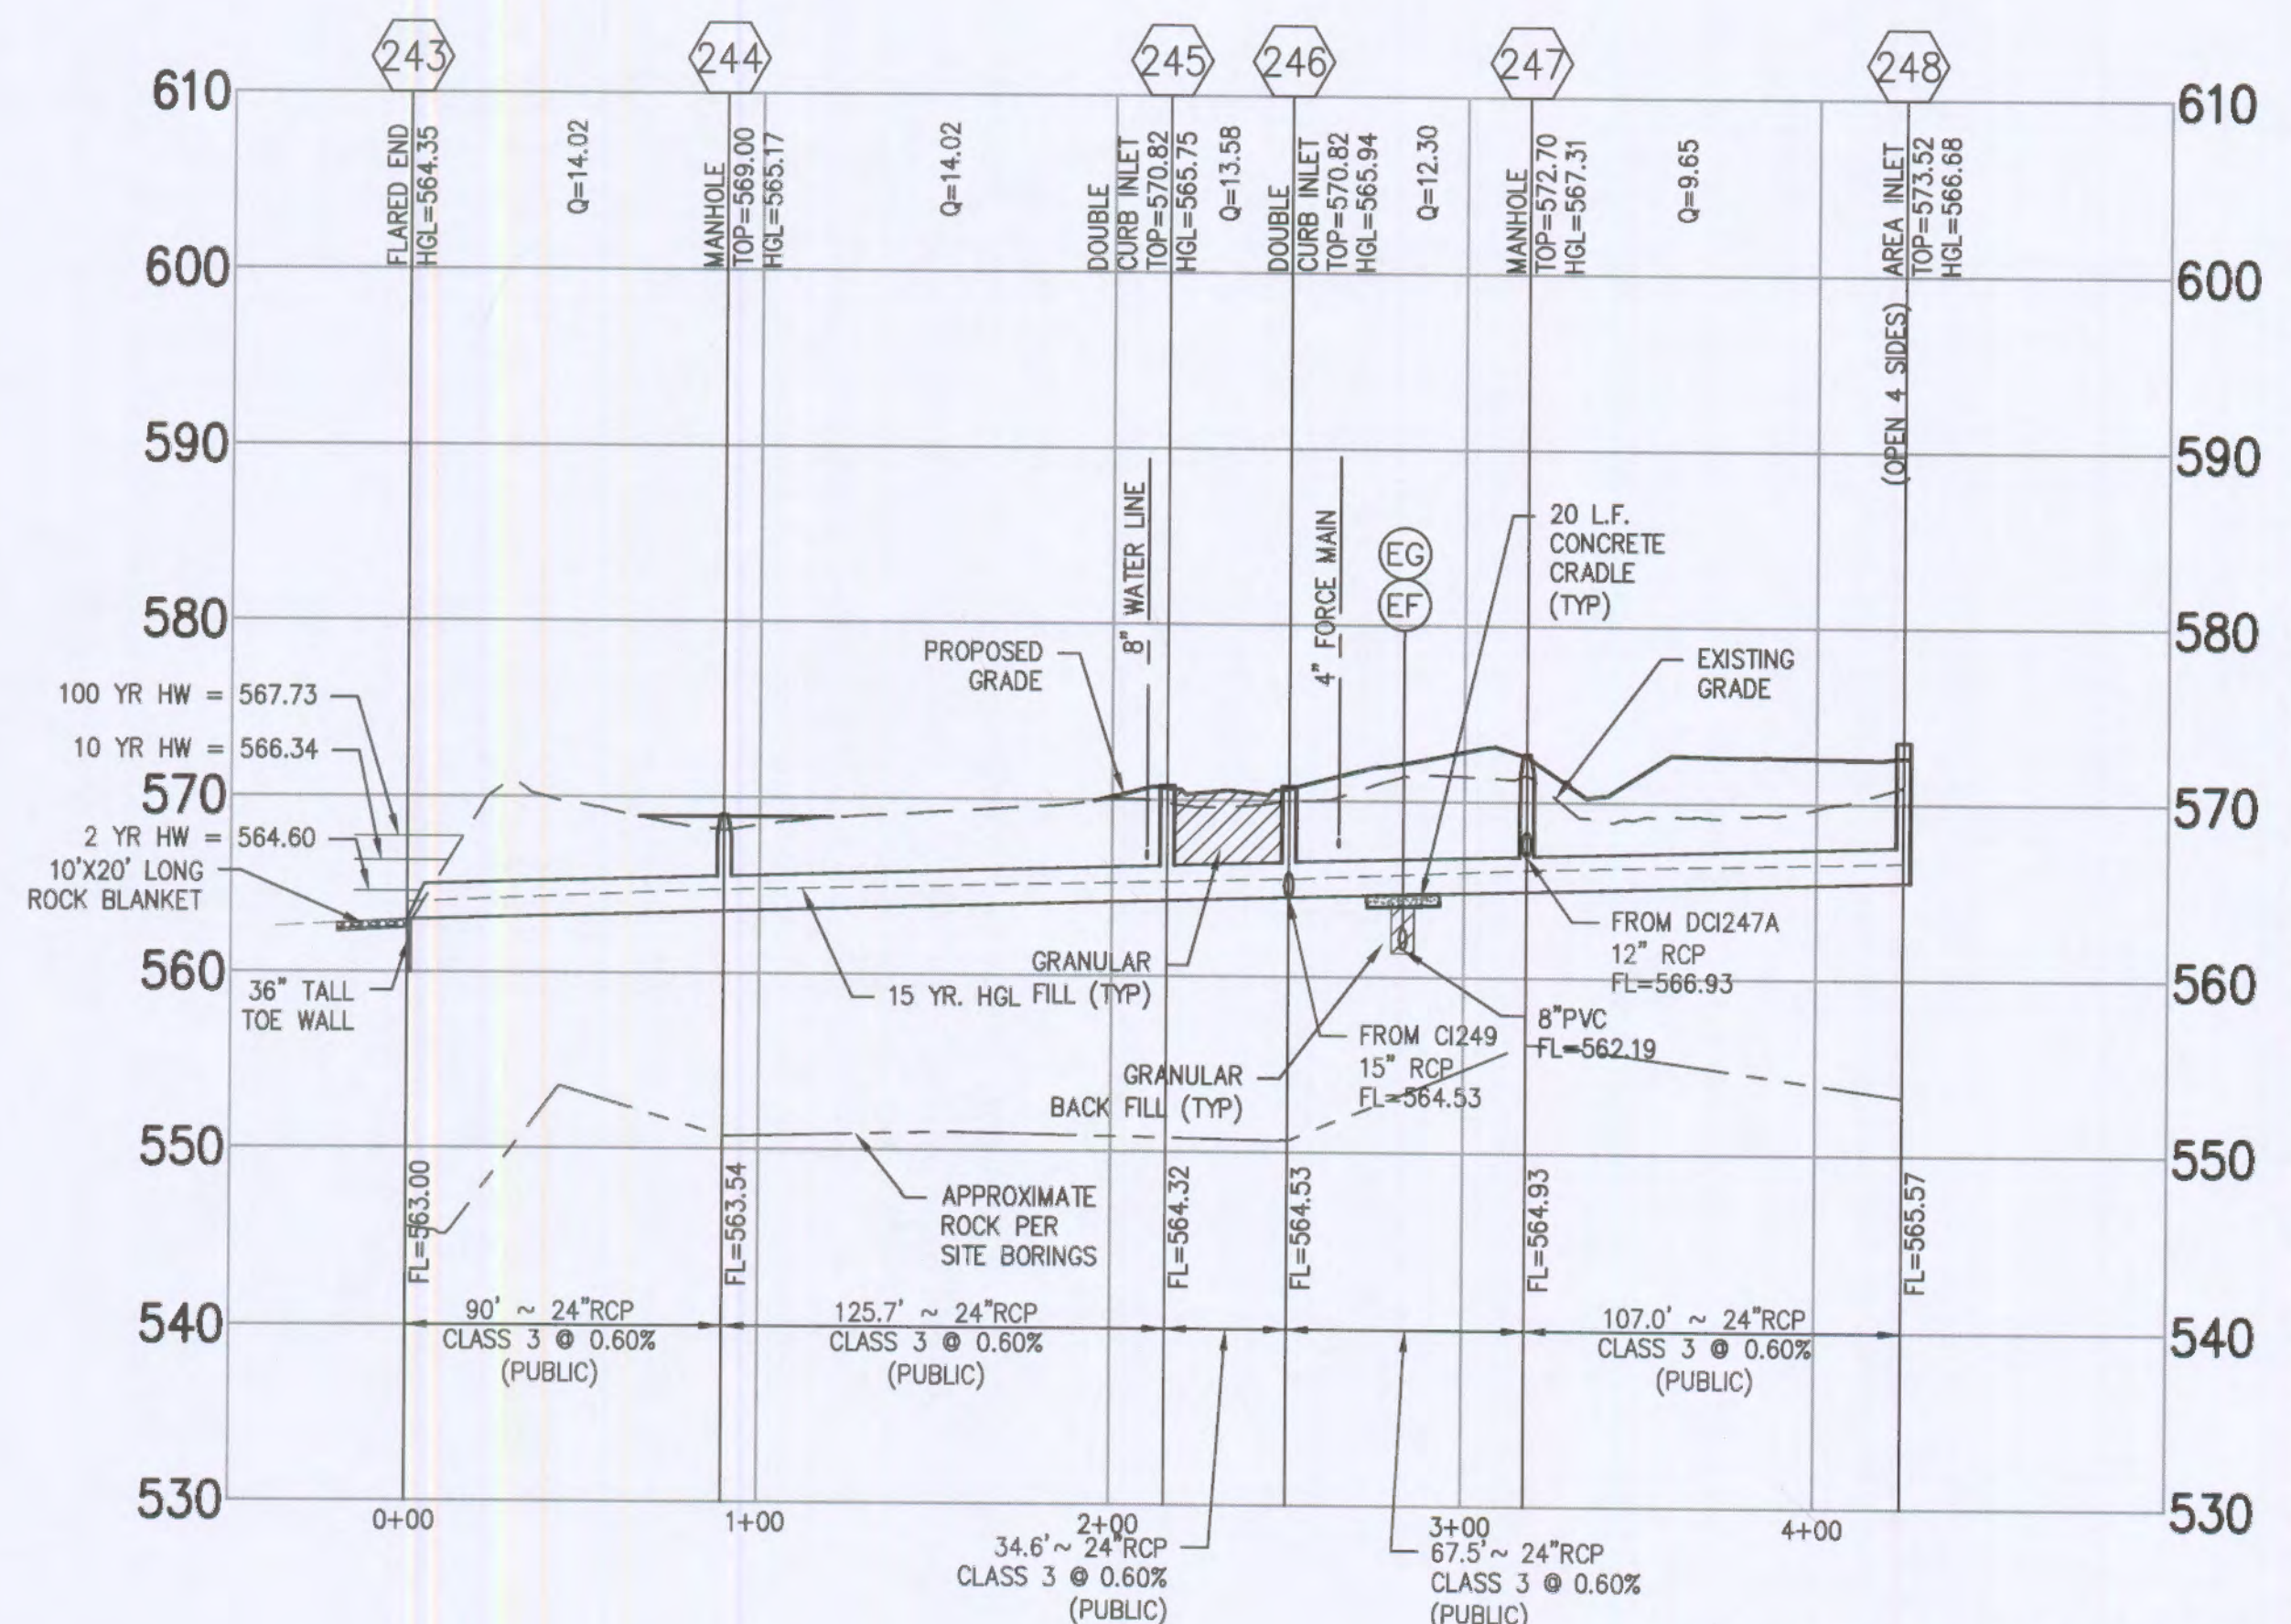 243
244
245
246
247
248
610
600
590
580
570
560
550
540
530
610
600
590
580
570
560
550
540
530
FLARED END
HGL=564.35
Q=14.02
MANHOLE
TOP=569.00
HGL=565.17
Q=14.02
DOUBLE
CURB INLET
TOP=570.82
HGL=565.75
Q=13.58
DOUBLE
CURB INLET
TOP=570.82
HGL=565.94
Q=12.30
MANHOLE
TOP=572.70
HGL=567.31
Q=9.65
(OPEN 4 SIDES) AREA INLET
TOP=573.52
HGL=566.68
8" WATER LINE
4" FORCE MAIN
EG
EF
20 L.F.
CONCRETE
CRADLE
(TYP)
PROPOSED
GRADE
EXISTING
GRADE
100 YR HW = 567.73
10 YR HW = 566.34
2 YR HW = 564.60
10'X20' LONG
ROCK BLANKET
36" TALL
TOE WALL
15 YR. HGL
GRANULAR
FILL (TYP)
FROM DCI247A
12" RCP
FL=566.93
8"PVC
FL=562.19
FROM CI249
15" RCP
FL=564.53
GRANULAR
BACK FILL (TYP)
APPROXIMATE
ROCK PER
SITE BORINGS
FL=563.00
FL=563.54
FL=564.32
FL=564.53
FL=564.93
FL=565.57
90' ~ 24"RCP
CLASS 3 @ 0.60%
(PUBLIC)
125.7' ~ 24"RCP
CLASS 3 @ 0.60%
(PUBLIC)
107.0' ~ 24"RCP
CLASS 3 @ 0.60%
(PUBLIC)
0+00
1+00
2+00
3+00
4+00
34.6'~ 24"RCP
CLASS 3 @ 0.60%
(PUBLIC)
67.5'~ 24"RCP
CLASS 3 @ 0.60%
(PUBLIC)